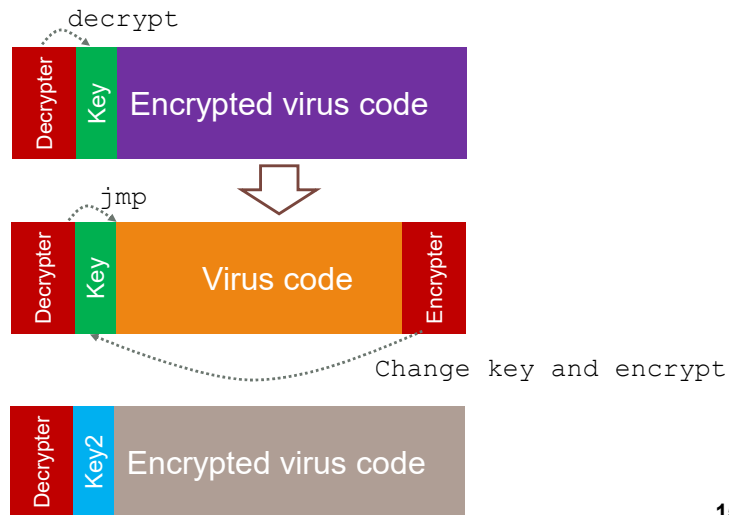 decrypt
Decrypter
Key
Encrypted virus code
jmp
Decrypter
Key
Virus code
Encrypter
Change key and encrypt
Decrypter
Key2
Encrypted virus code